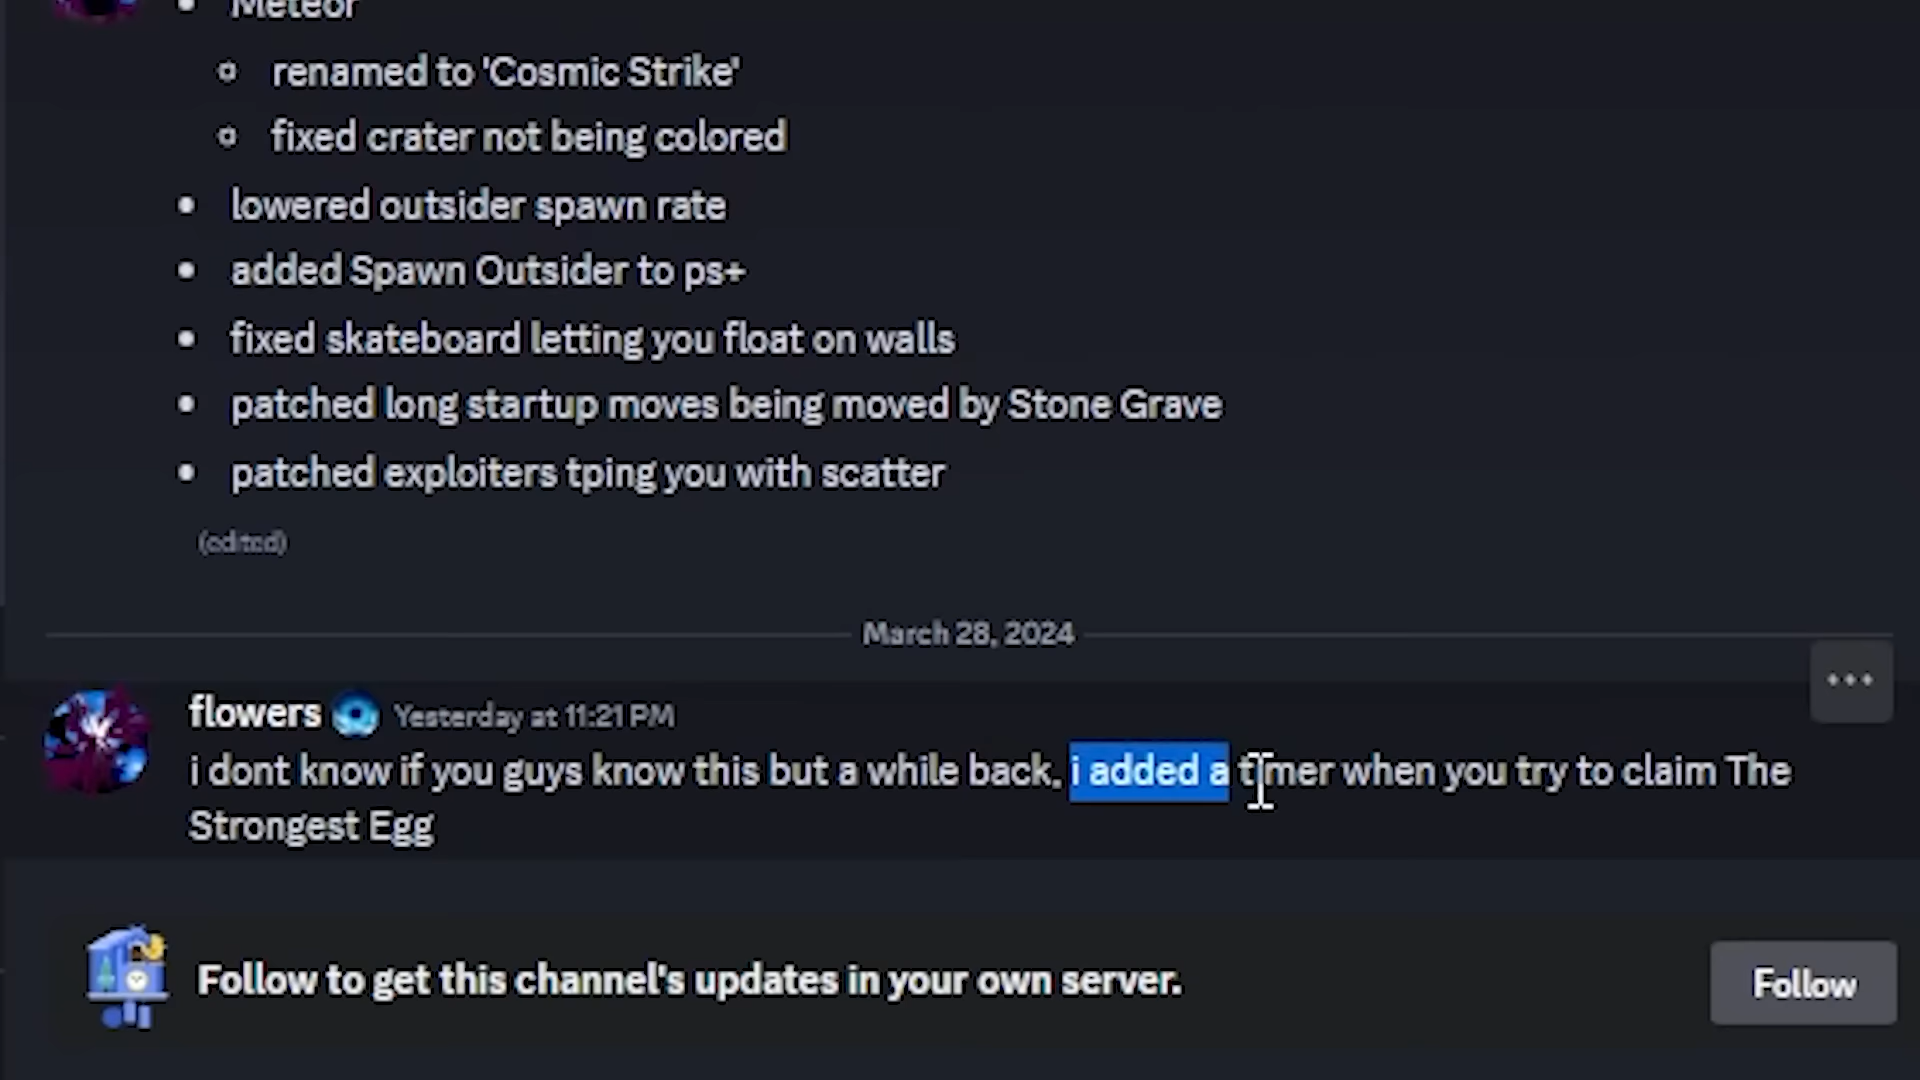 Meteor
renamed to 'Cosmic Strike'
fixed crater not being colored
lowered outsider spawn rate
added Spawn Outsider to ps+
fixed skateboard letting you float on walls
patched long startup moves being moved by Stone Grave
patched exploiters tping you with scatter
(edited)
March 28, 2024
flowers Yesterday at 11:21 PM
i dont know if you guys know this but a while back, i added a timer when you try to claim The
Strongest Egg
Follow to get this channel's updates in your own server.
Follow